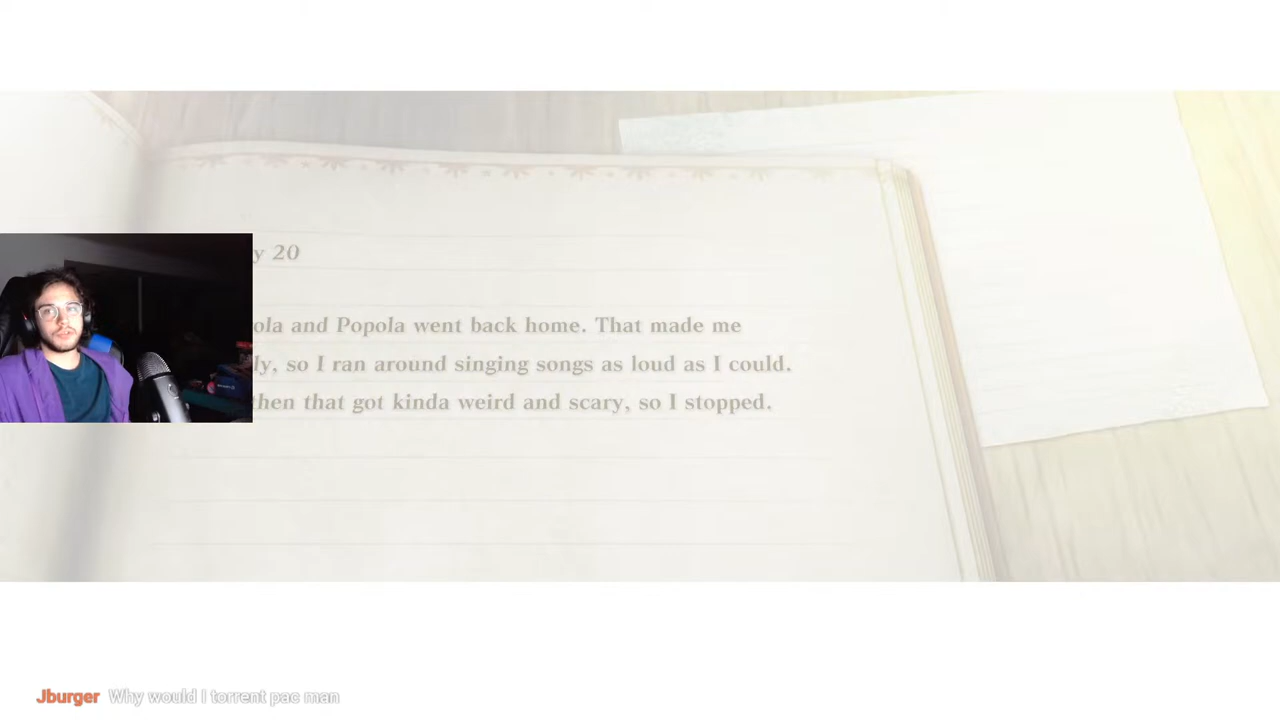 y 20
ola and Popola went back home. That made me
ly, so I ran around singing songs as loud as I could.
then that got kinda weird and scary, so I stopped.
Jburger Why would I torrent pac man